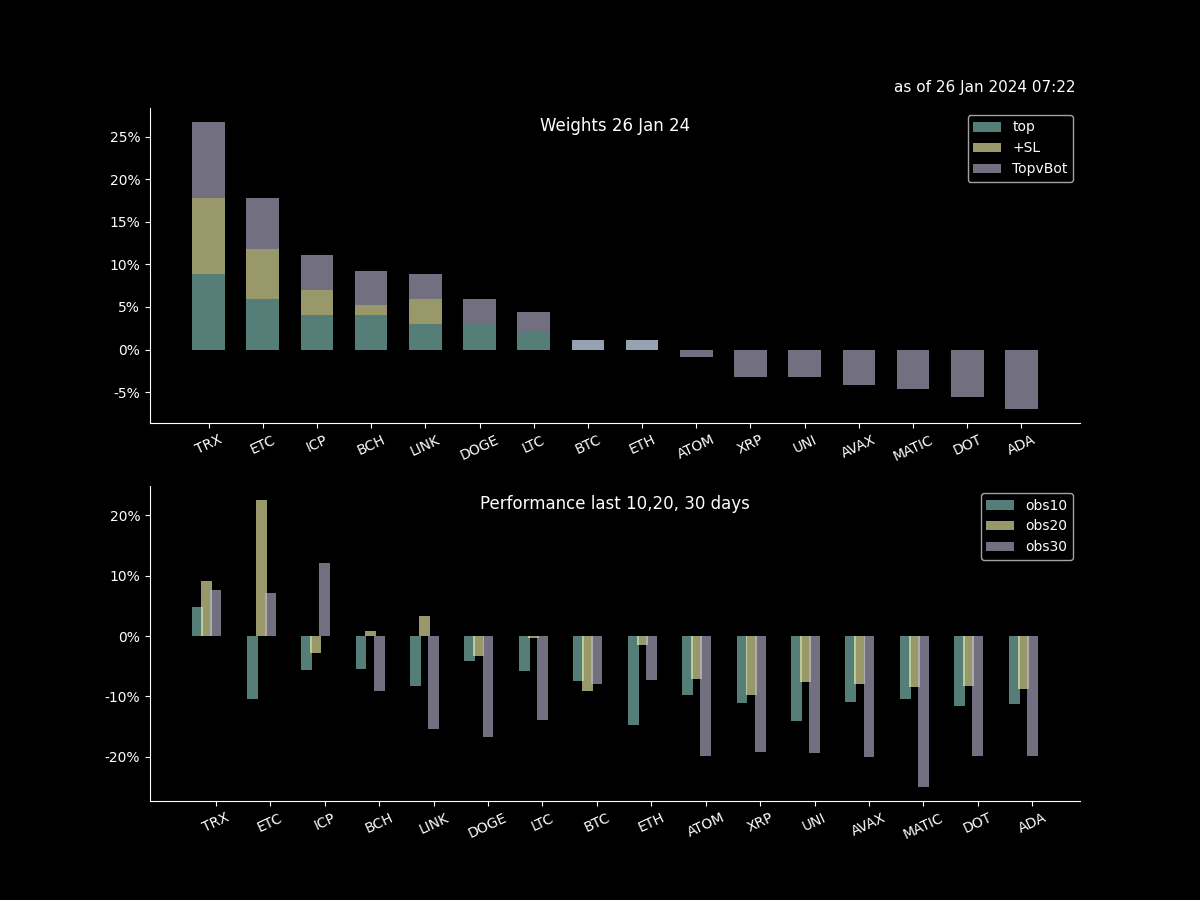 as of 26 Jan 2024 07:22
Weights 26 Jan 24
top
+SL
TopvBot
25%
20%
15%
10%
5%
0%
-5%
TRX ETC ICP BCH LINK DOGE LTC BTC ETH ATOM XRP UNI AVAX MATIC DOT ADA
Performance last 10,20, 30 days
obs10
obs20
obs30
20%
10%
0%
-10%
-20%
TRX ETC ICP BCH LINK DOGE LTC BTC ETH ATOM XRP UNI AVAX MATIC DOT ADA